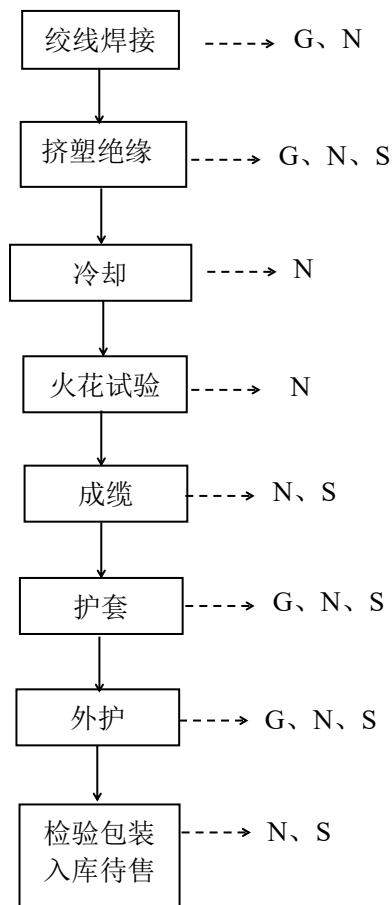 绞线焊接 G、N
挤塑绝缘 G、N、S
冷却 N
火花试验 N
成缆 N、S
护套 G、N、S
外护 G、N、S
检验包装 N、S
入库待售